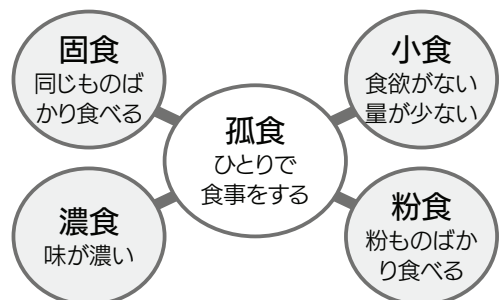 固食
同じものば
かり食べる
小食
食欲がない
量が少ない
孤食
ひとりで
食事をする
濃食
味が濃い
粉食
粉ものばか
り食べる